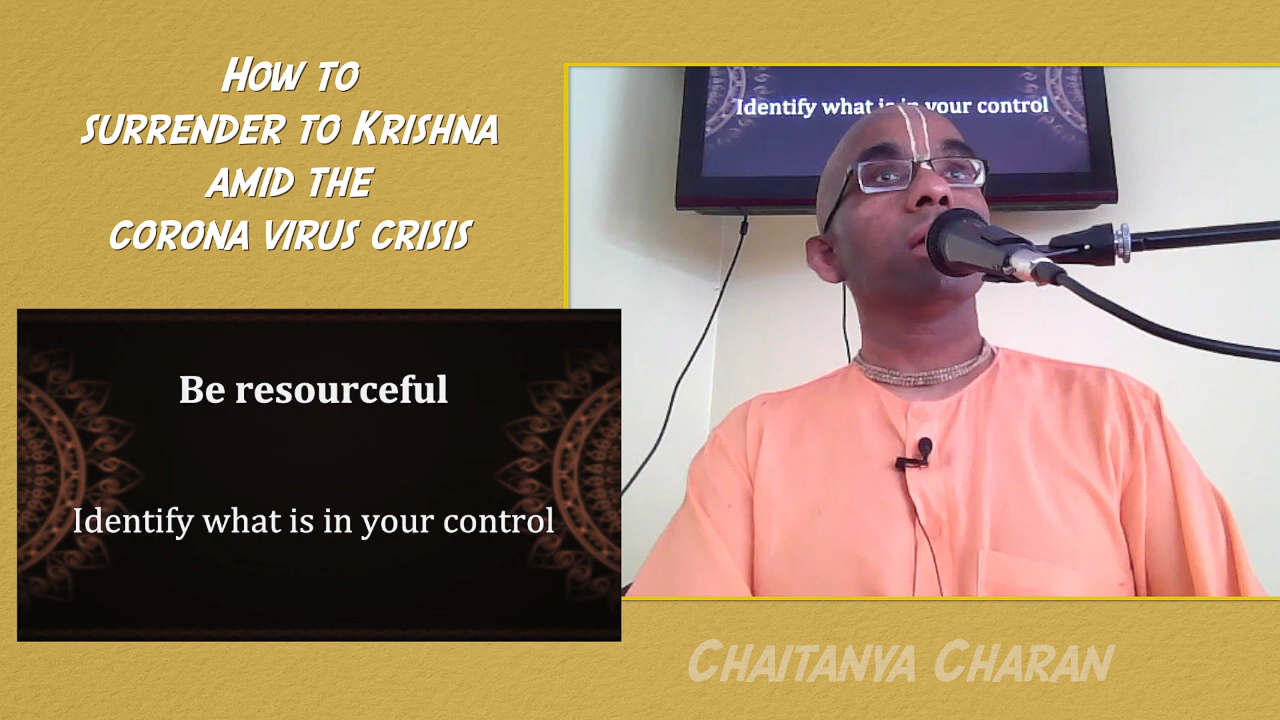 How to
surrender to Krishna
amid the
corona virus crisis
Identify what is in your control
Be resourceful
Identify what is in your control
Chaitanya Charan